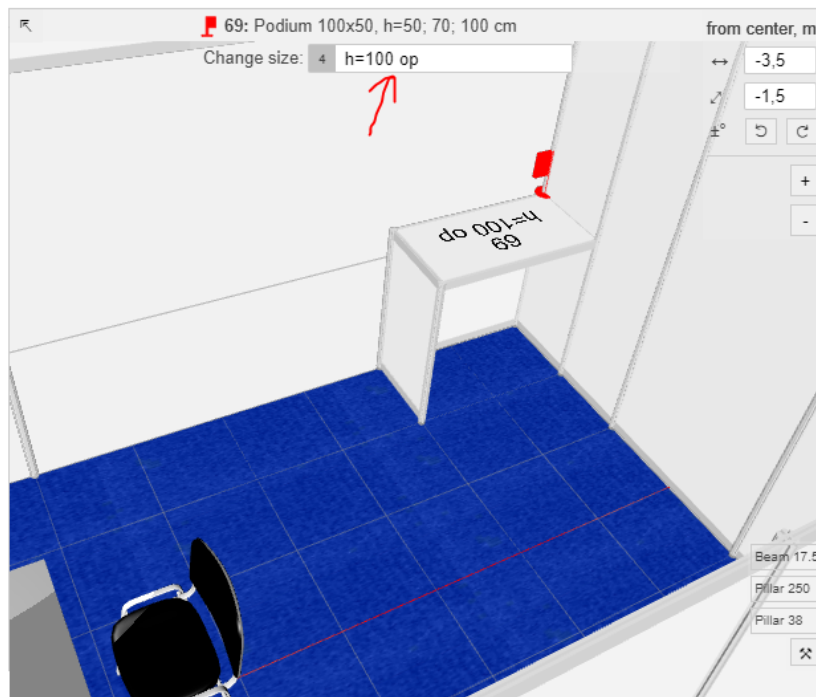 69: Podium 100x50, h=50; 70; 100 cm
from center, m
Change size: 4 h=100 op
↔ -3,5
⤢ -1,5
±°
+
-
69
h=100 op
Beam 17.5
Pillar 250
Pillar 38